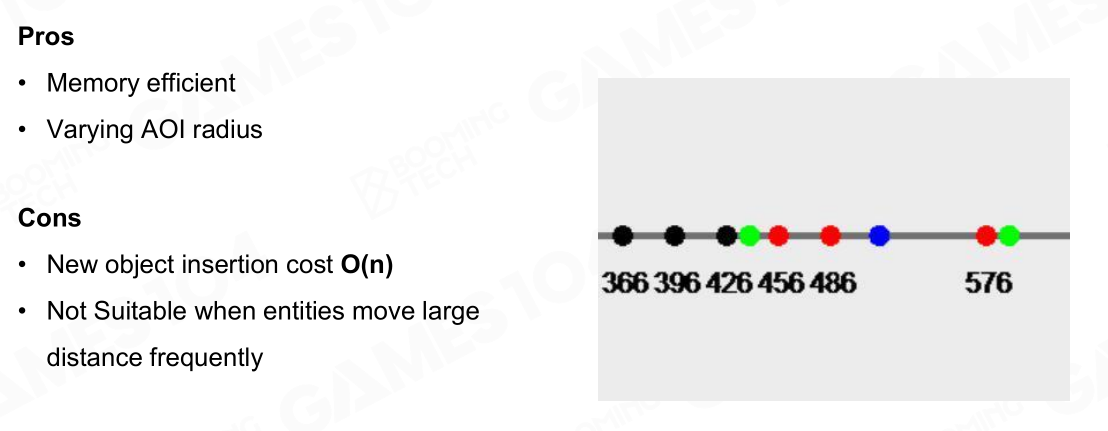 Pros
• Memory efficient
• Varying AOI radius
Cons
• New object insertion cost O(n)
• Not Suitable when entities move large
distance frequently
366 396 426 456 486 576
GAMES 104
BOOMING
TECH